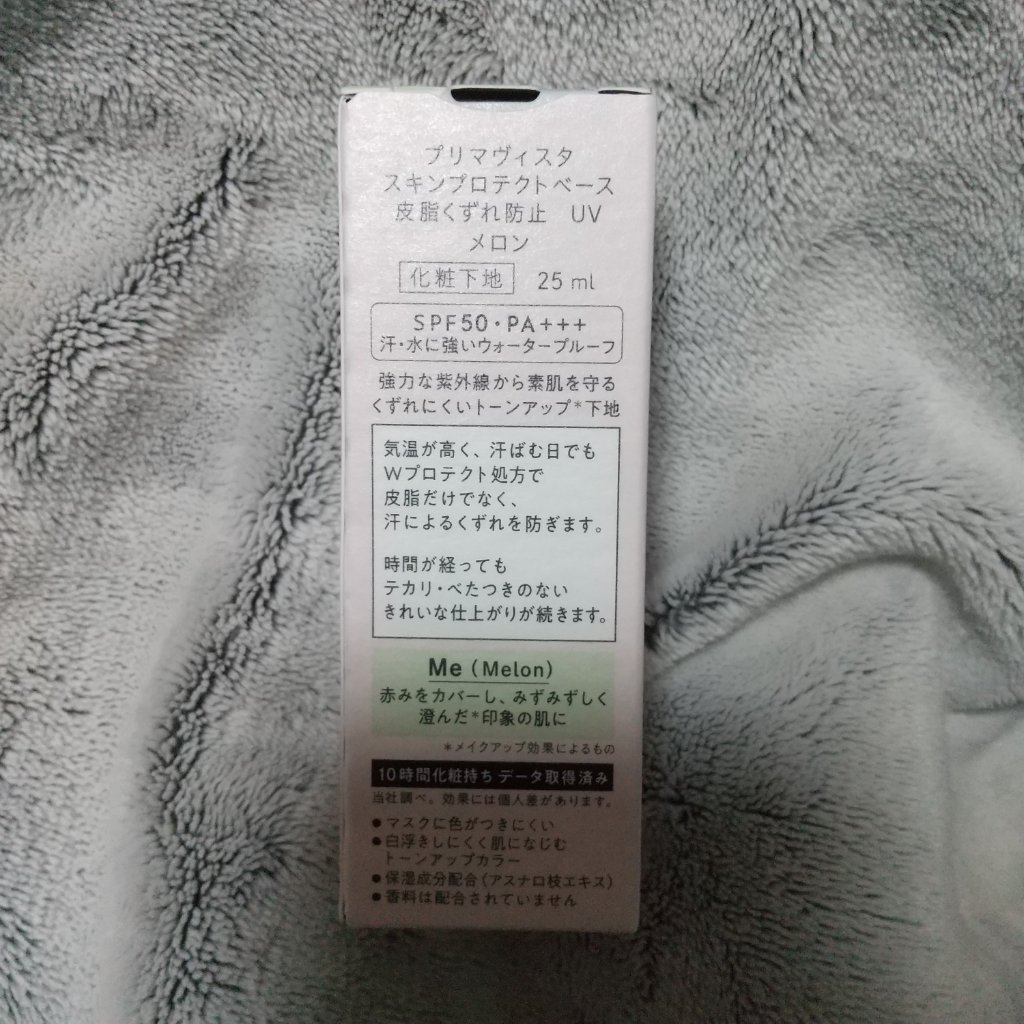 プリマヴィスタ
スキンプロテクトベース
皮脂くずれ防止 UV
メロン
化粧下地 25 ml
SPF50・PA+++
汗・水に強いウォータープルーフ
強力な紫外線から素肌を守る
くずれにくいトーンアップ*下地
気温が高く、汗ばむ日でも
Wプロテクト処方で
皮脂だけでなく、
汗によるくずれを防ぎます。
時間が経っても
テカリ・べたつきのない
きれいな仕上がりが続きます。
Me (Melon)
赤みをカバーし、みずみずしく
澄んだ*印象の肌に
*メイクアップ効果によるもの
10時間化粧持ち データ取得済み
当社調べ。効果には個人差があります。
●マスクに色がつきにくい
●白浮きしにくく肌になじむ
トーンアップカラー
●保湿成分配合(アスナロ枝エキス)
●香料は配合されていません